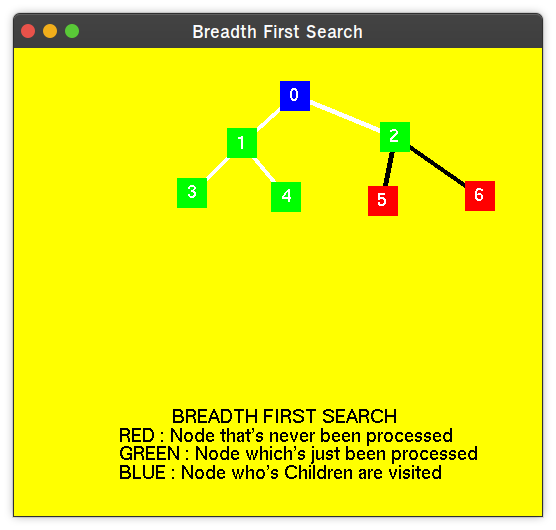 Breadth First Search
0
1 2
3 4 5 6
BREADTH FIRST SEARCH
RED : Node that's never been processed
GREEN : Node which's just been processed
BLUE : Node who's Children are visited